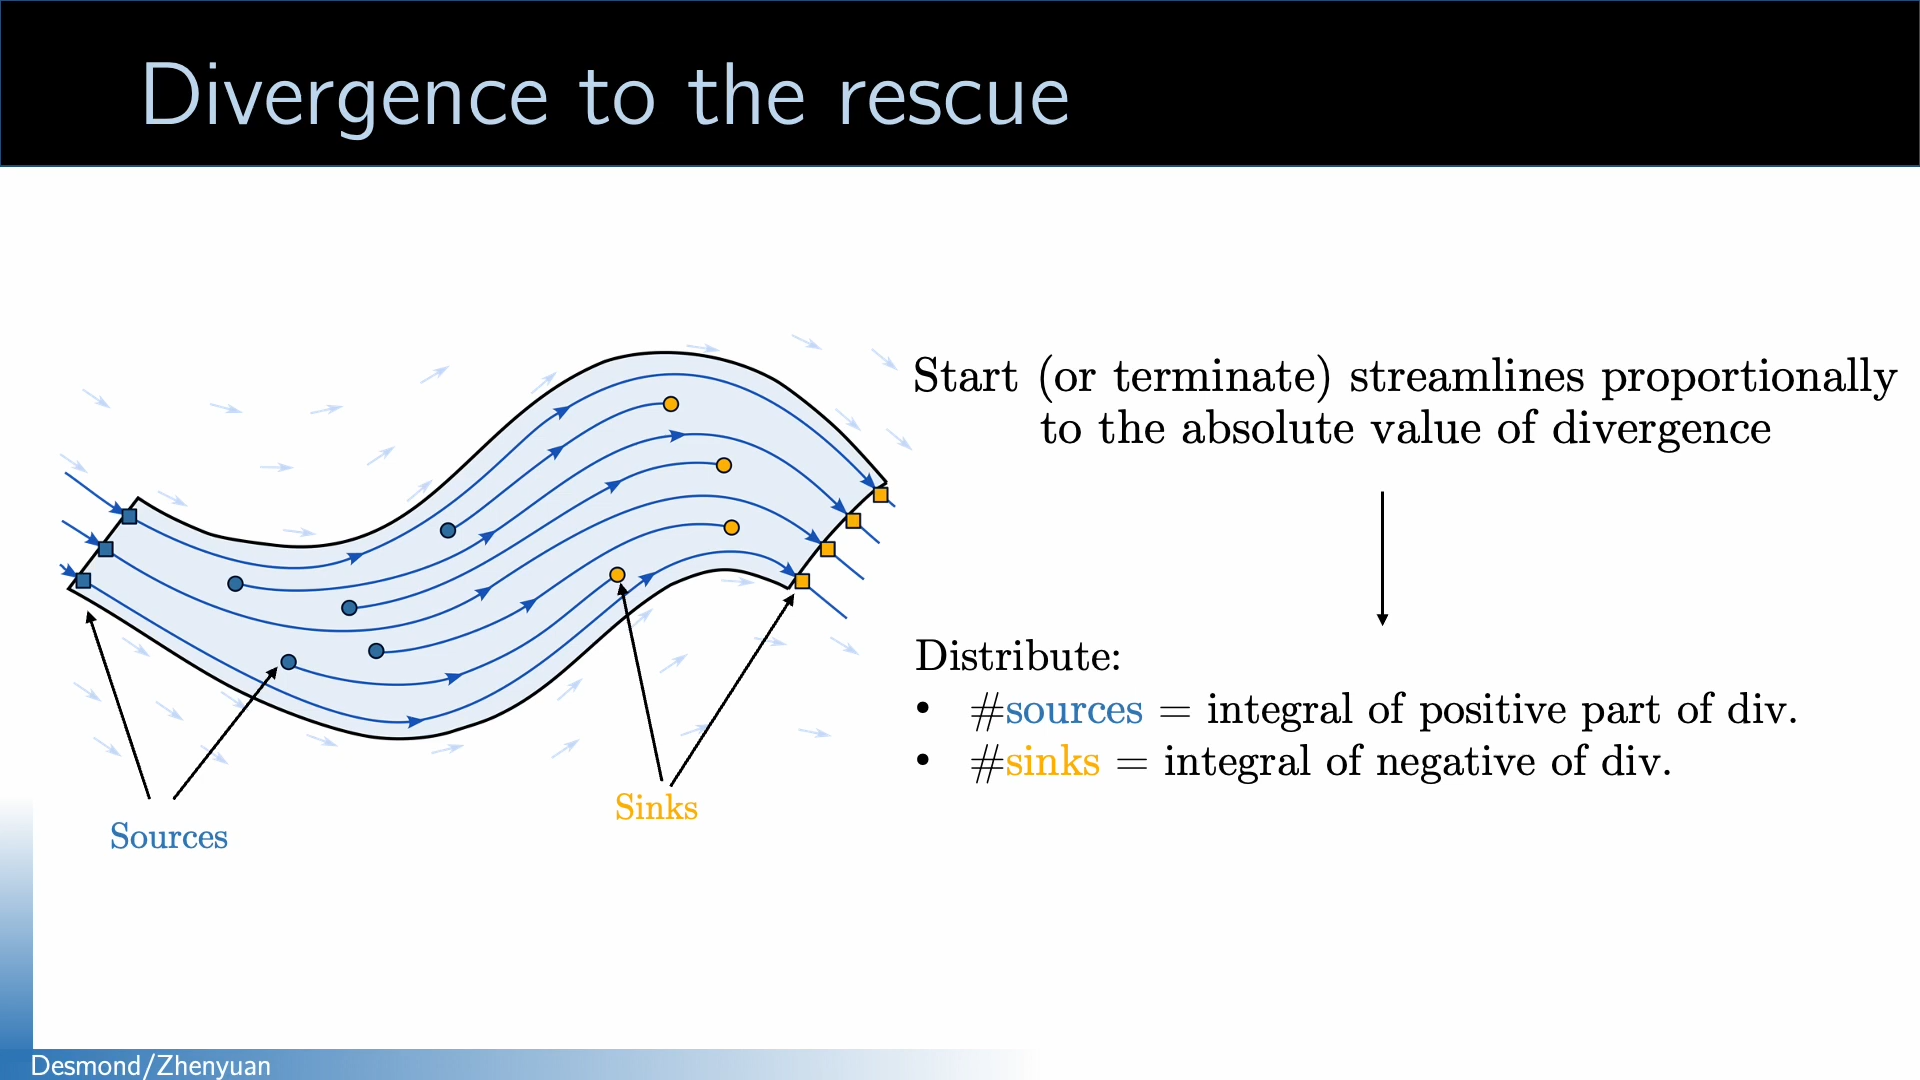 Divergence to the rescue
Start (or terminate) streamlines proportionally
to the absolute value of divergence
Distribute:
• #sources = integral of positive part of div.
• #sinks = integral of negative of div.
Sinks
Sources
Desmond/Zhenyuan